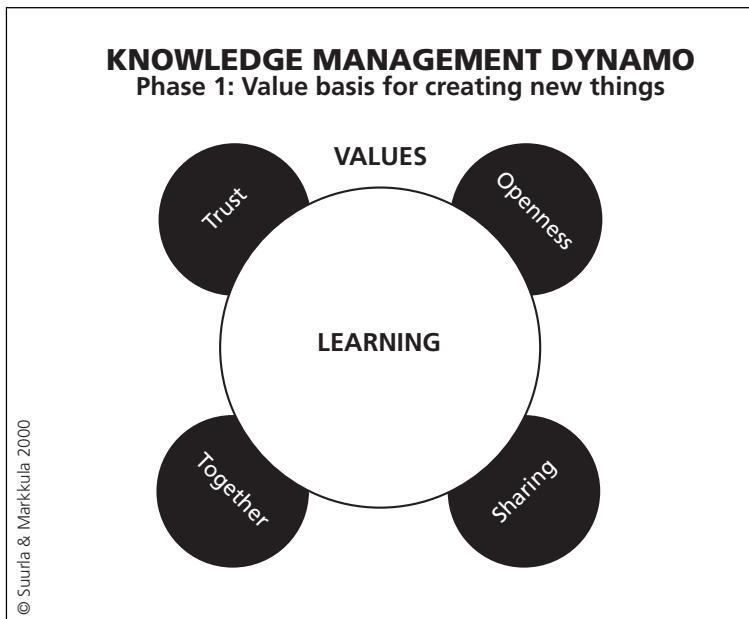 KNOWLEDGE MANAGEMENT DYNAMO
Phase 1: Value basis for creating new things
VALUES
Trust
Openness
LEARNING
Together
Sharing
© Suurla & Markkula 2000